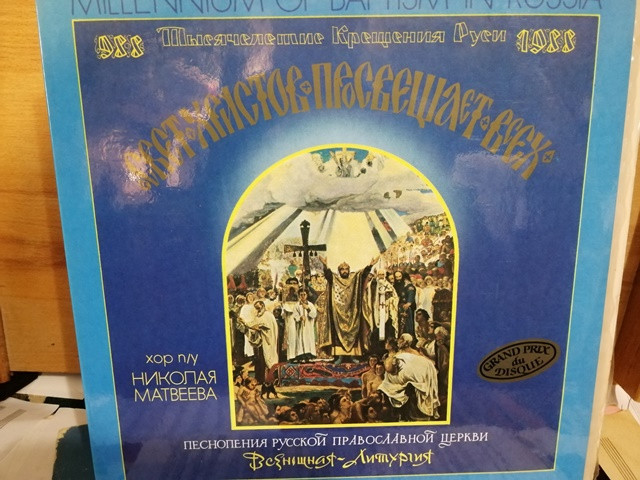 MILLENNIUM OF BAPTISM IN RUSSIA
988 Тысячелетие Крещения Руси 1988
СВЕТ·ХРИСТОВ·ПРОСВЕЩАЕТ·ВСЕХ·
хор п/у
НИКОЛАЯ
МАТВЕЕВА
GRAND PRIX
du
DISQUE
ПЕСНОПЕНИЯ РУССКОЙ ПРАВОСЛАВНОЙ ЦЕРКВИ
Всенощная-Литургия